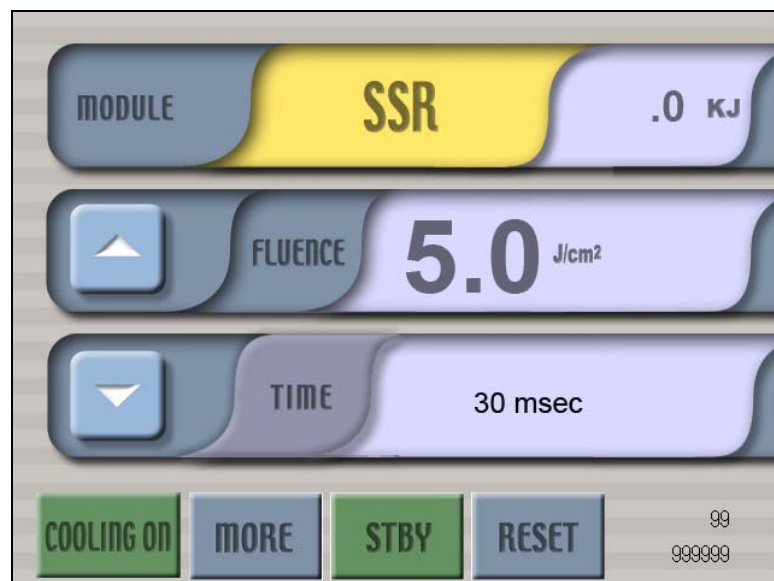 MODULE SSR .0 KJ
FLUENCE 5.0 J/cm²
TIME 30 msec
COOLING ON MORE STBY RESET 99
999999